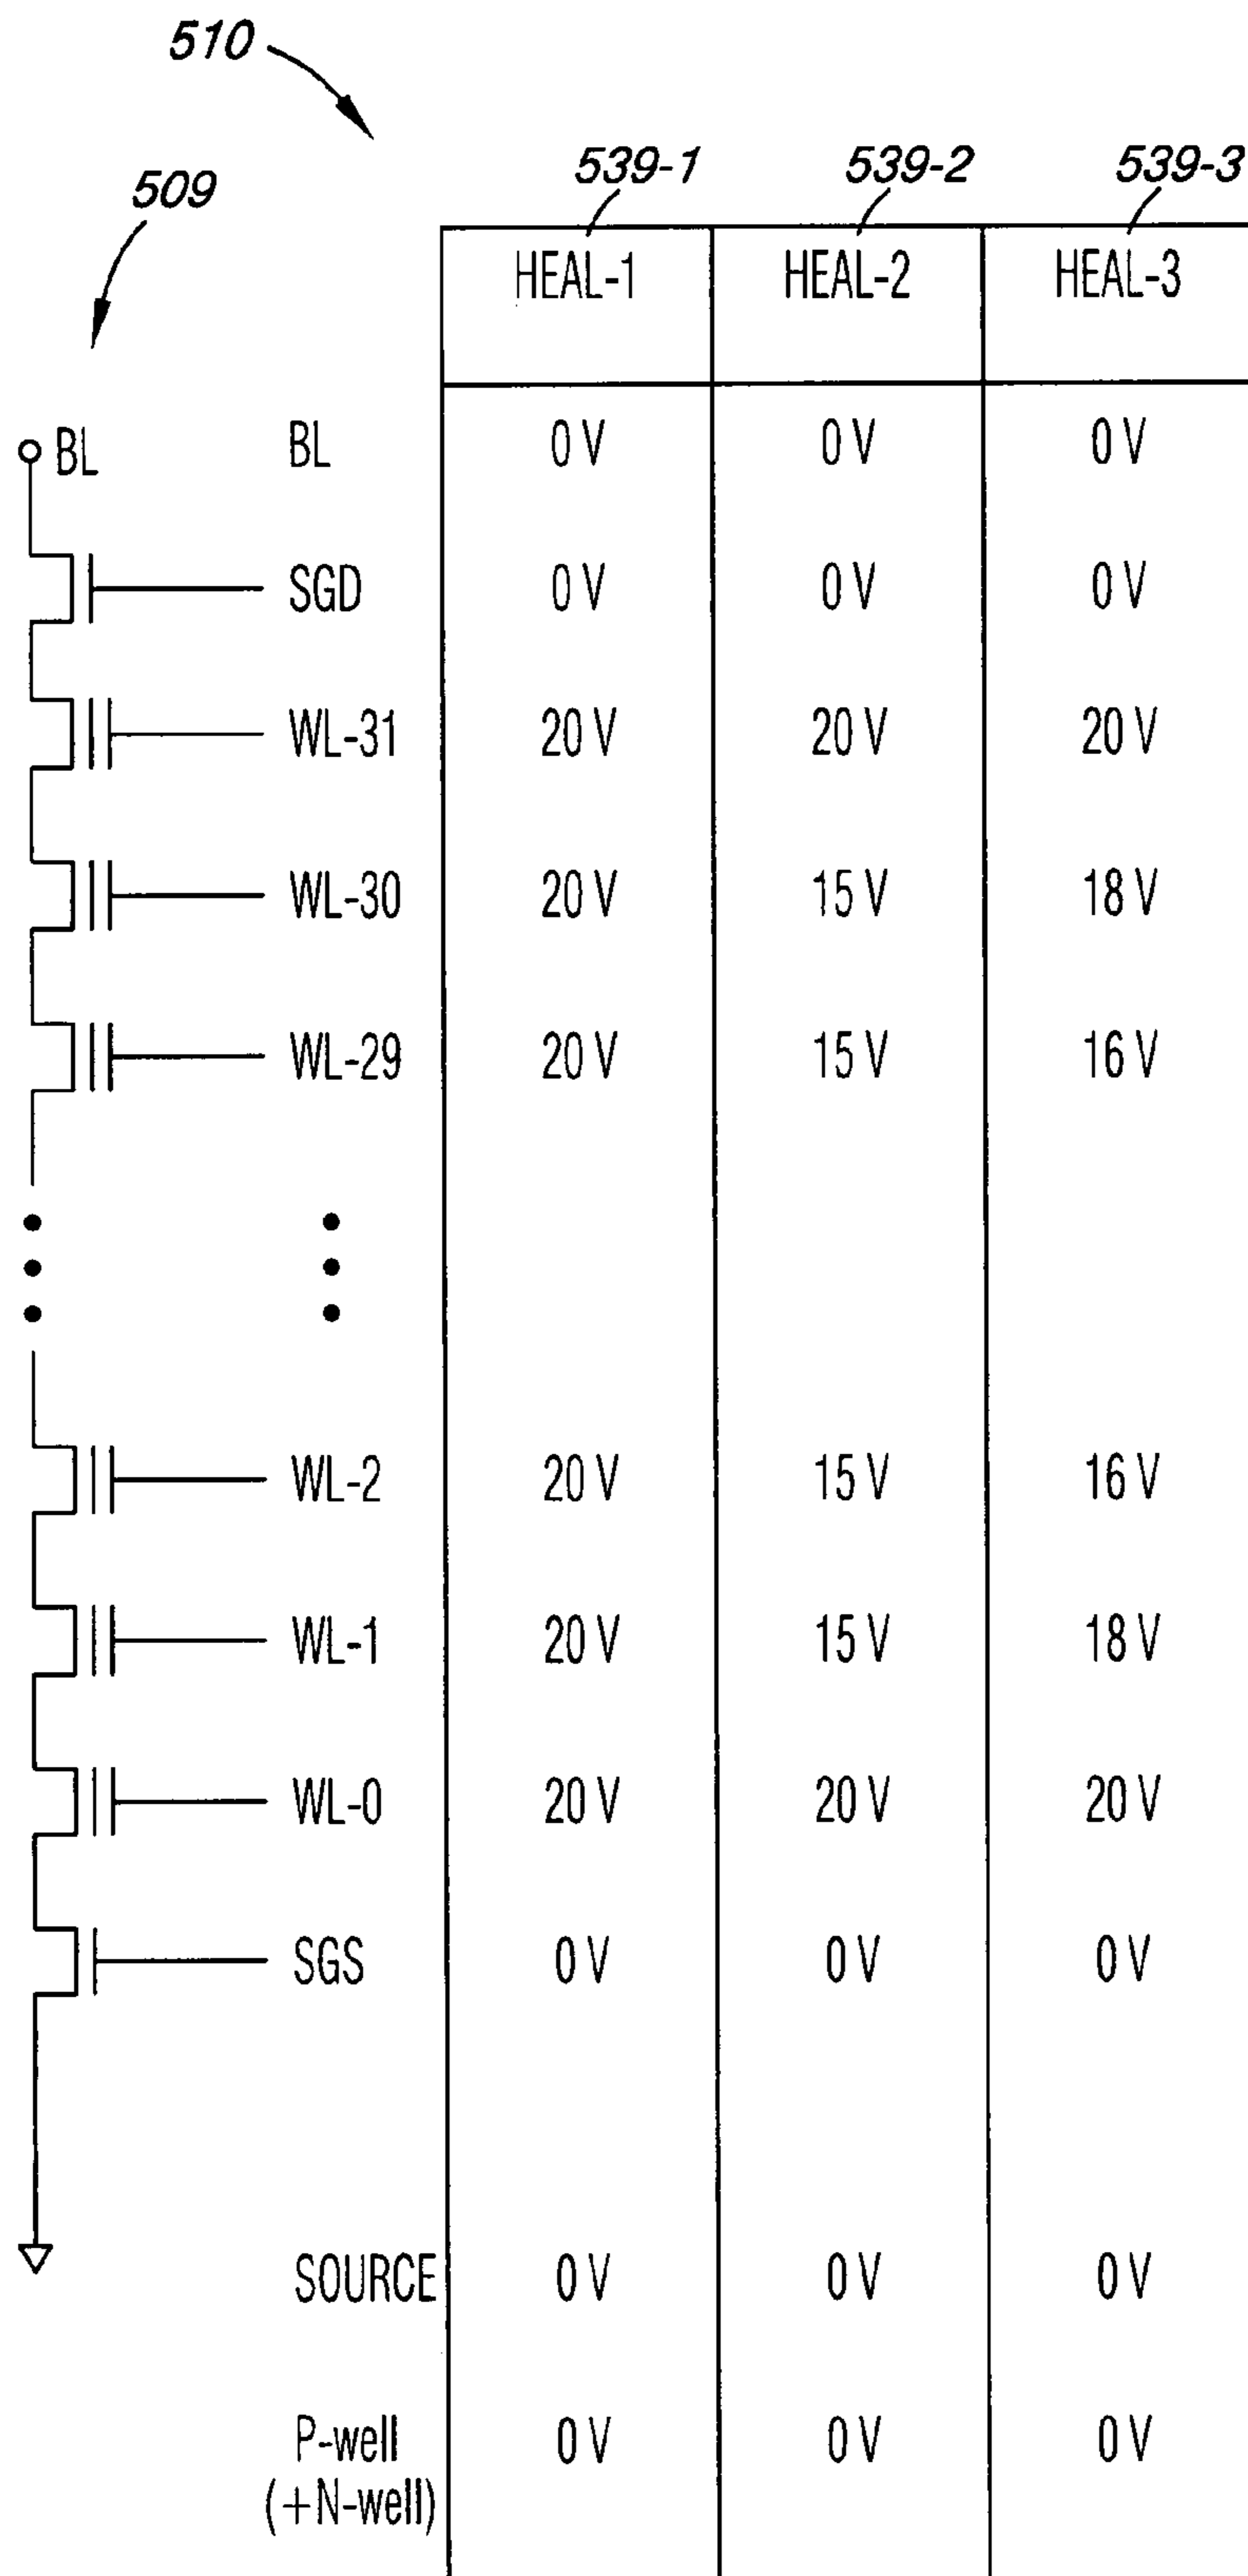 510
509
539-1 539-2 539-3
HEAL-1 HEAL-2 HEAL-3
BL BL 0 V 0 V 0 V
SGD 0 V 0 V 0 V
WL-31 20 V 20 V 20 V
WL-30 20 V 15 V 18 V
WL-29 20 V 15 V 16 V
WL-2 20 V 15 V 16 V
WL-1 20 V 15 V 18 V
WL-0 20 V 20 V 20 V
SGS 0 V 0 V 0 V
SOURCE 0 V 0 V 0 V
P-well 0 V 0 V 0 V
(+N-well)